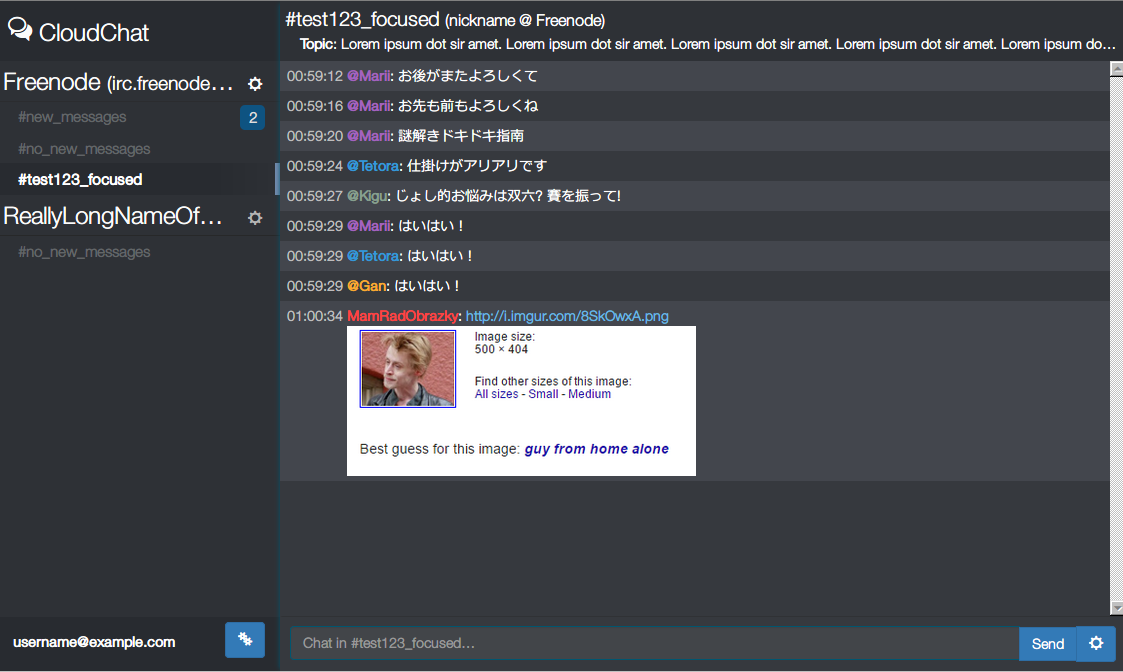 CloudChat
Freenode (irc.freenode…
#new_messages 2
#no_new_messages
#test123_focused
ReallyLongNameOf…
#no_new_messages
username@example.com
#test123_focused (nickname @ Freenode)
Topic: Lorem ipsum dot sir amet. Lorem ipsum dot sir amet. Lorem ipsum dot sir amet. Lorem ipsum dot sir amet. Lorem ipsum do…
00:59:12 @Marii: お後がまたよろしくて
00:59:16 @Marii: お先も前もよろしくね
00:59:20 @Marii: 謎解きドキドキ指南
00:59:24 @Tetora: 仕掛けがアリアリです
00:59:27 @Kigu: じょし的お悩みは双六? 賽を振って!
00:59:29 @Marii: はいはい！
00:59:29 @Tetora: はいはい！
00:59:29 @Gan: はいはい！
01:00:34 MamRadObrazky: http://i.imgur.com/8SkOwxA.png
Image size:
500 × 404
Find other sizes of this image:
All sizes - Small - Medium
Best guess for this image: guy from home alone
Chat in #test123_focused…
Send